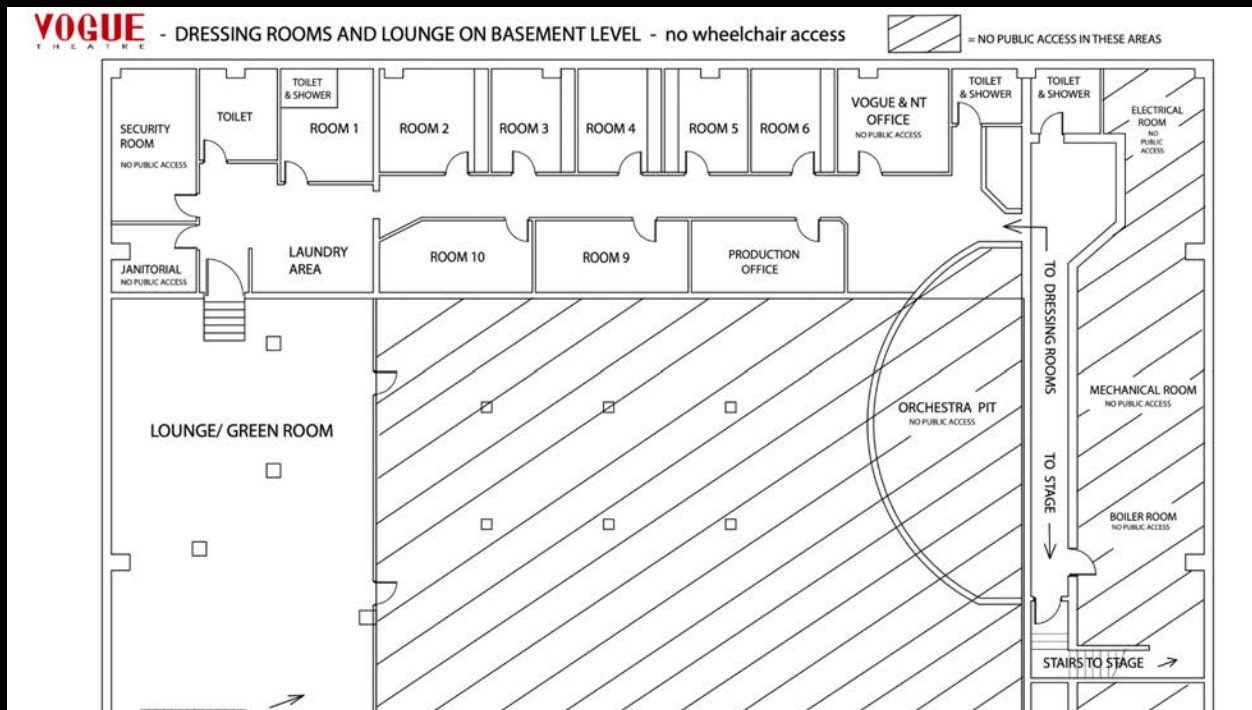 VOGUE
THEATRE
- DRESSING ROOMS AND LOUNGE ON BASEMENT LEVEL - no wheelchair access
= NO PUBLIC ACCESS IN THESE AREAS
SECURITY
ROOM
NO PUBLIC ACCESS
TOILET
TOILET
& SHOWER
ROOM 1
ROOM 2
ROOM 3
ROOM 4
ROOM 5
ROOM 6
VOGUE & NT
OFFICE
NO PUBLIC ACCESS
TOILET
& SHOWER
TOILET
& SHOWER
ELECTRICAL
ROOM
NO
PUBLIC
ACCESS
JANITORIAL
NO PUBLIC ACCESS
LAUNDRY
AREA
ROOM 10
ROOM 9
PRODUCTION
OFFICE
TO DRESSING ROOMS
LOUNGE/ GREEN ROOM
ORCHESTRA PIT
NO PUBLIC ACCESS
MECHANICAL ROOM
NO PUBLIC ACCESS
TO STAGE
BOILER ROOM
NO PUBLIC ACCESS
STAIRS TO STAGE